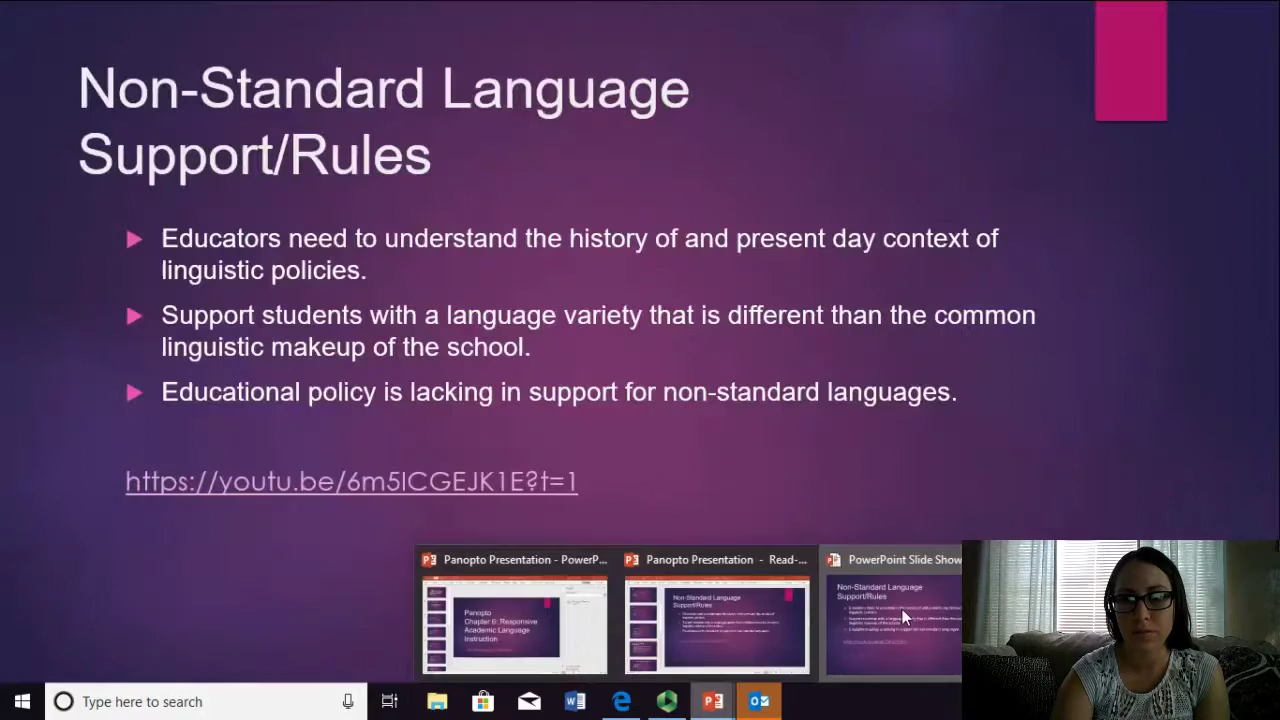 Non-Standard Language
Support/Rules
Educators need to understand the history of and present day context of
linguistic policies.
Support students with a language variety that is different than the common
linguistic makeup of the school.
Educational policy is lacking in support for non-standard languages.
https://youtu.be/6m5ICGEJK1E?t=1
Panopto Presentation - PowerP...
Panopto Presentation - Read-...
PowerPoint Slide Show
Panopto
Chapter 6: Responsive
Academic Language
Instruction
Non-Standard Language
Support/Rules
Non-Standard Language
Support/Rules
Type here to search